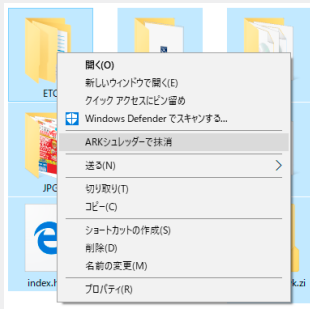 ETC
開く(O)
新しいウィンドウで開く(E)
クイック アクセスにピン留め
Windows Defender でスキャンする...
ARKシュレッダーで抹消
送る(N)
JPG
切り取り(T)
コピー(C)
ショートカットの作成(S)
削除(D)
名前の変更(M)
index.h
k.zi
プロパティ(R)